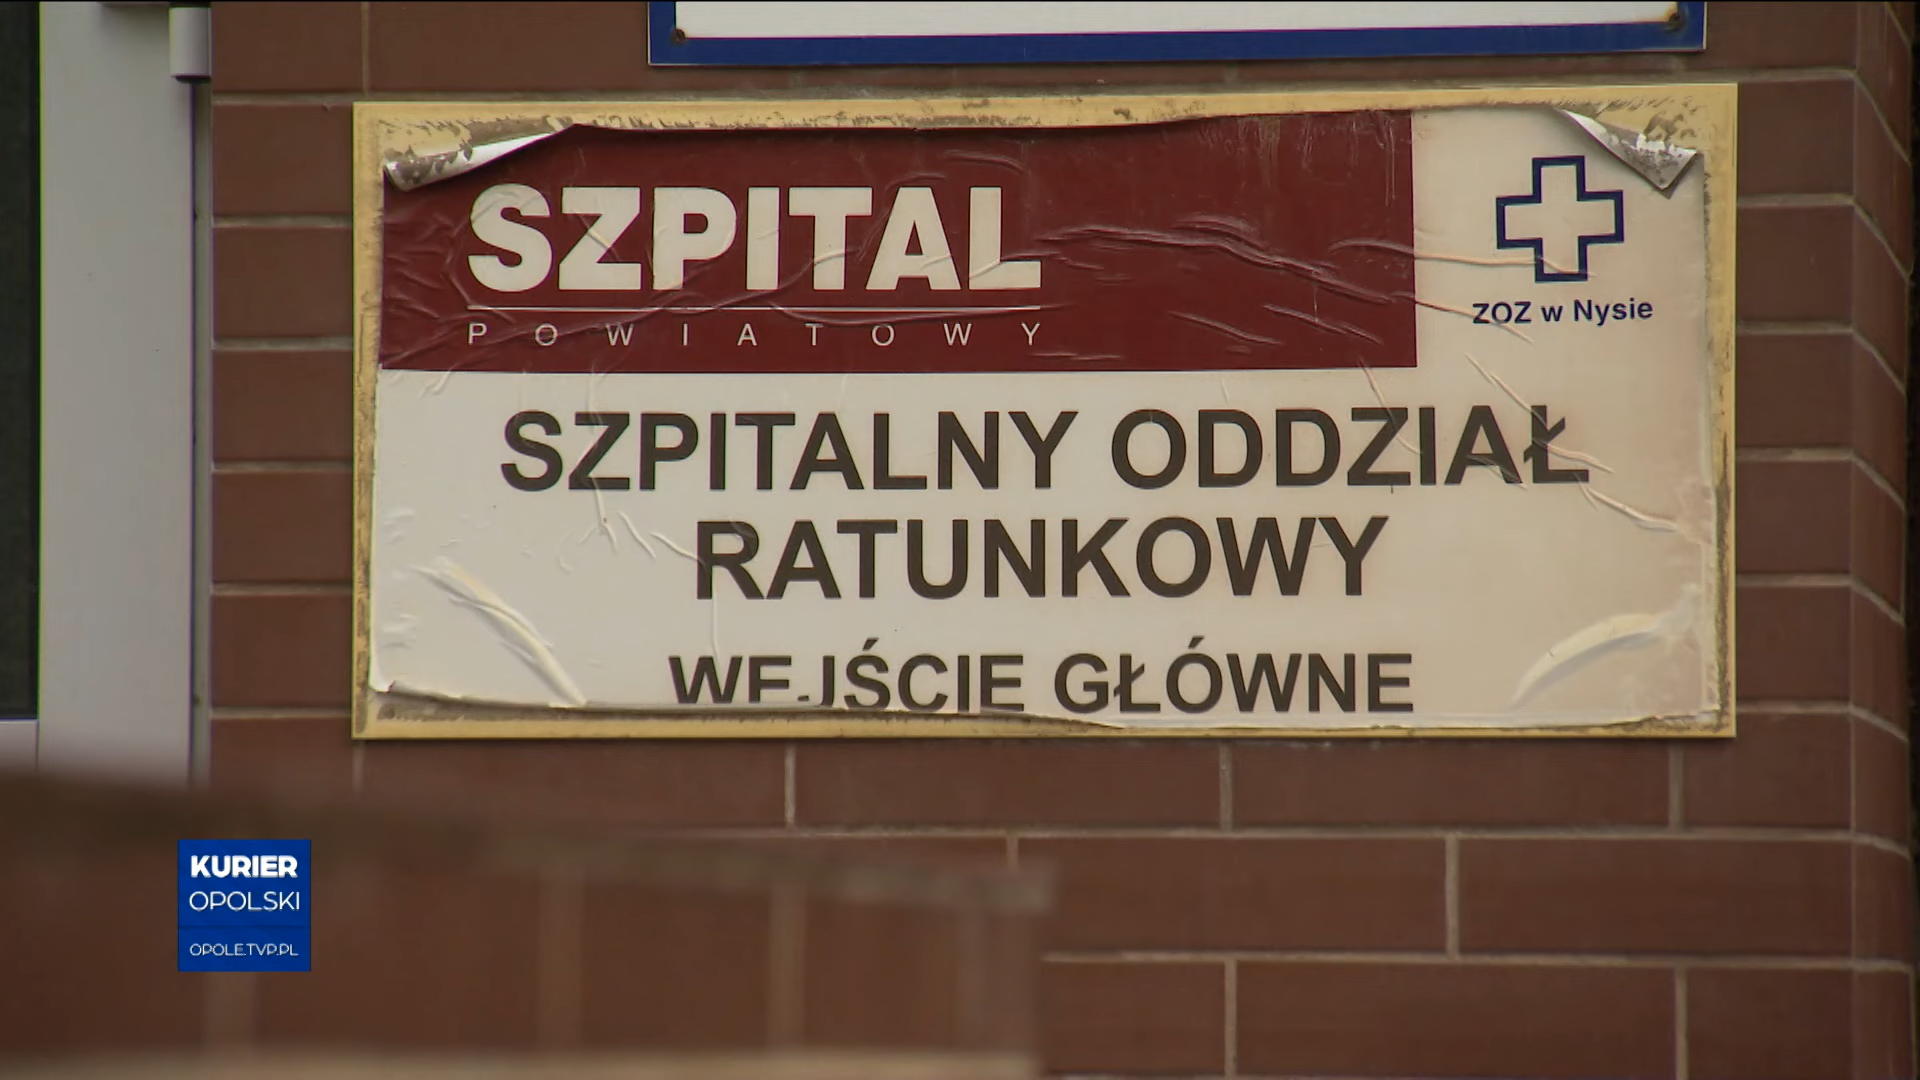 SZPITAL
POWIATOWY
ZOZ w Nysie
SZPITALNY ODDZIAŁ
RATUNKOWY
WEJŚCIE GŁÓWNE
KURIER
OPOLSKI
OPOLE.TVP.PL